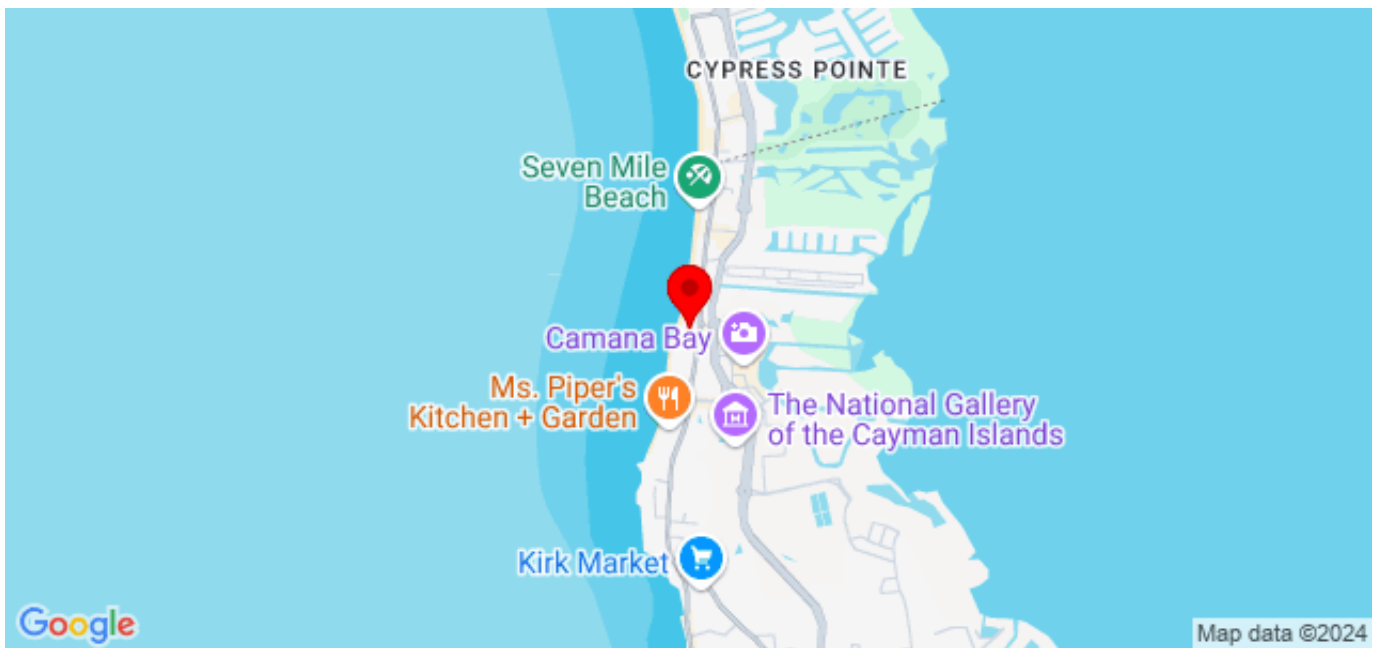 CYPRESS POINTE
Seven Mile
Beach
Camana Bay
Ms. Piper's
Kitchen + Garden
The National Gallery
of the Cayman Islands
Kirk Market
Google
Map data ©2024